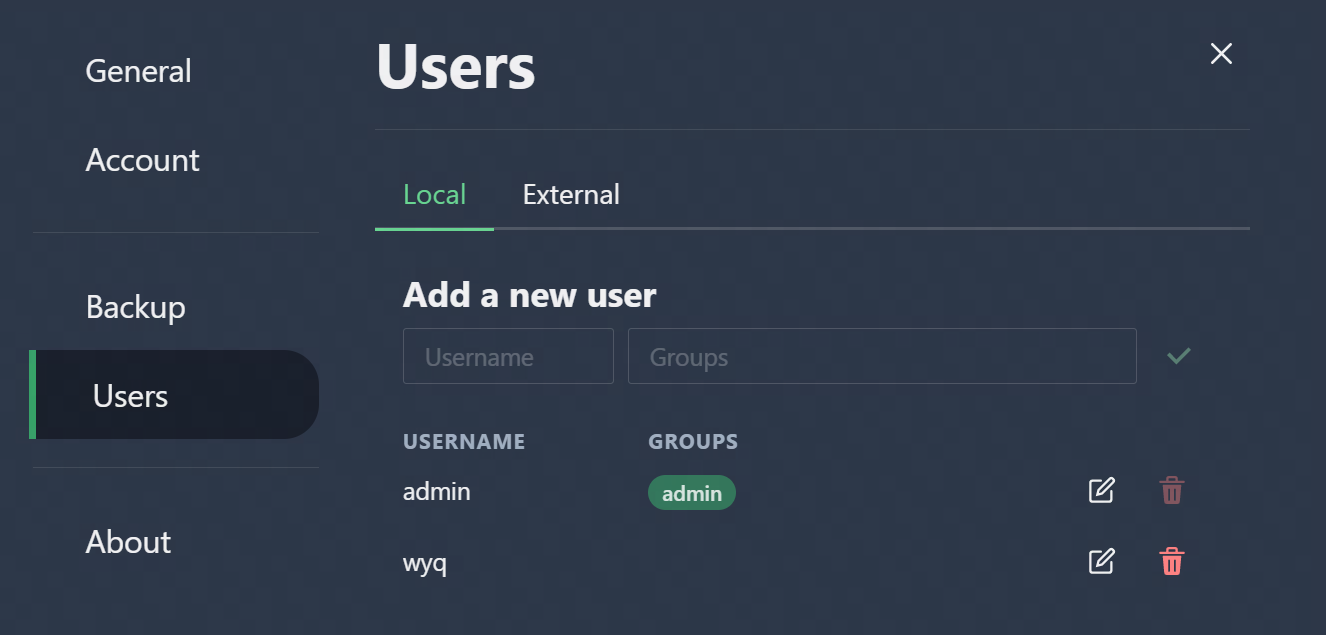 General
Account
Backup
Users
About
Users
Local External
Add a new user
Username Groups
USERNAME GROUPS
admin admin
wyq